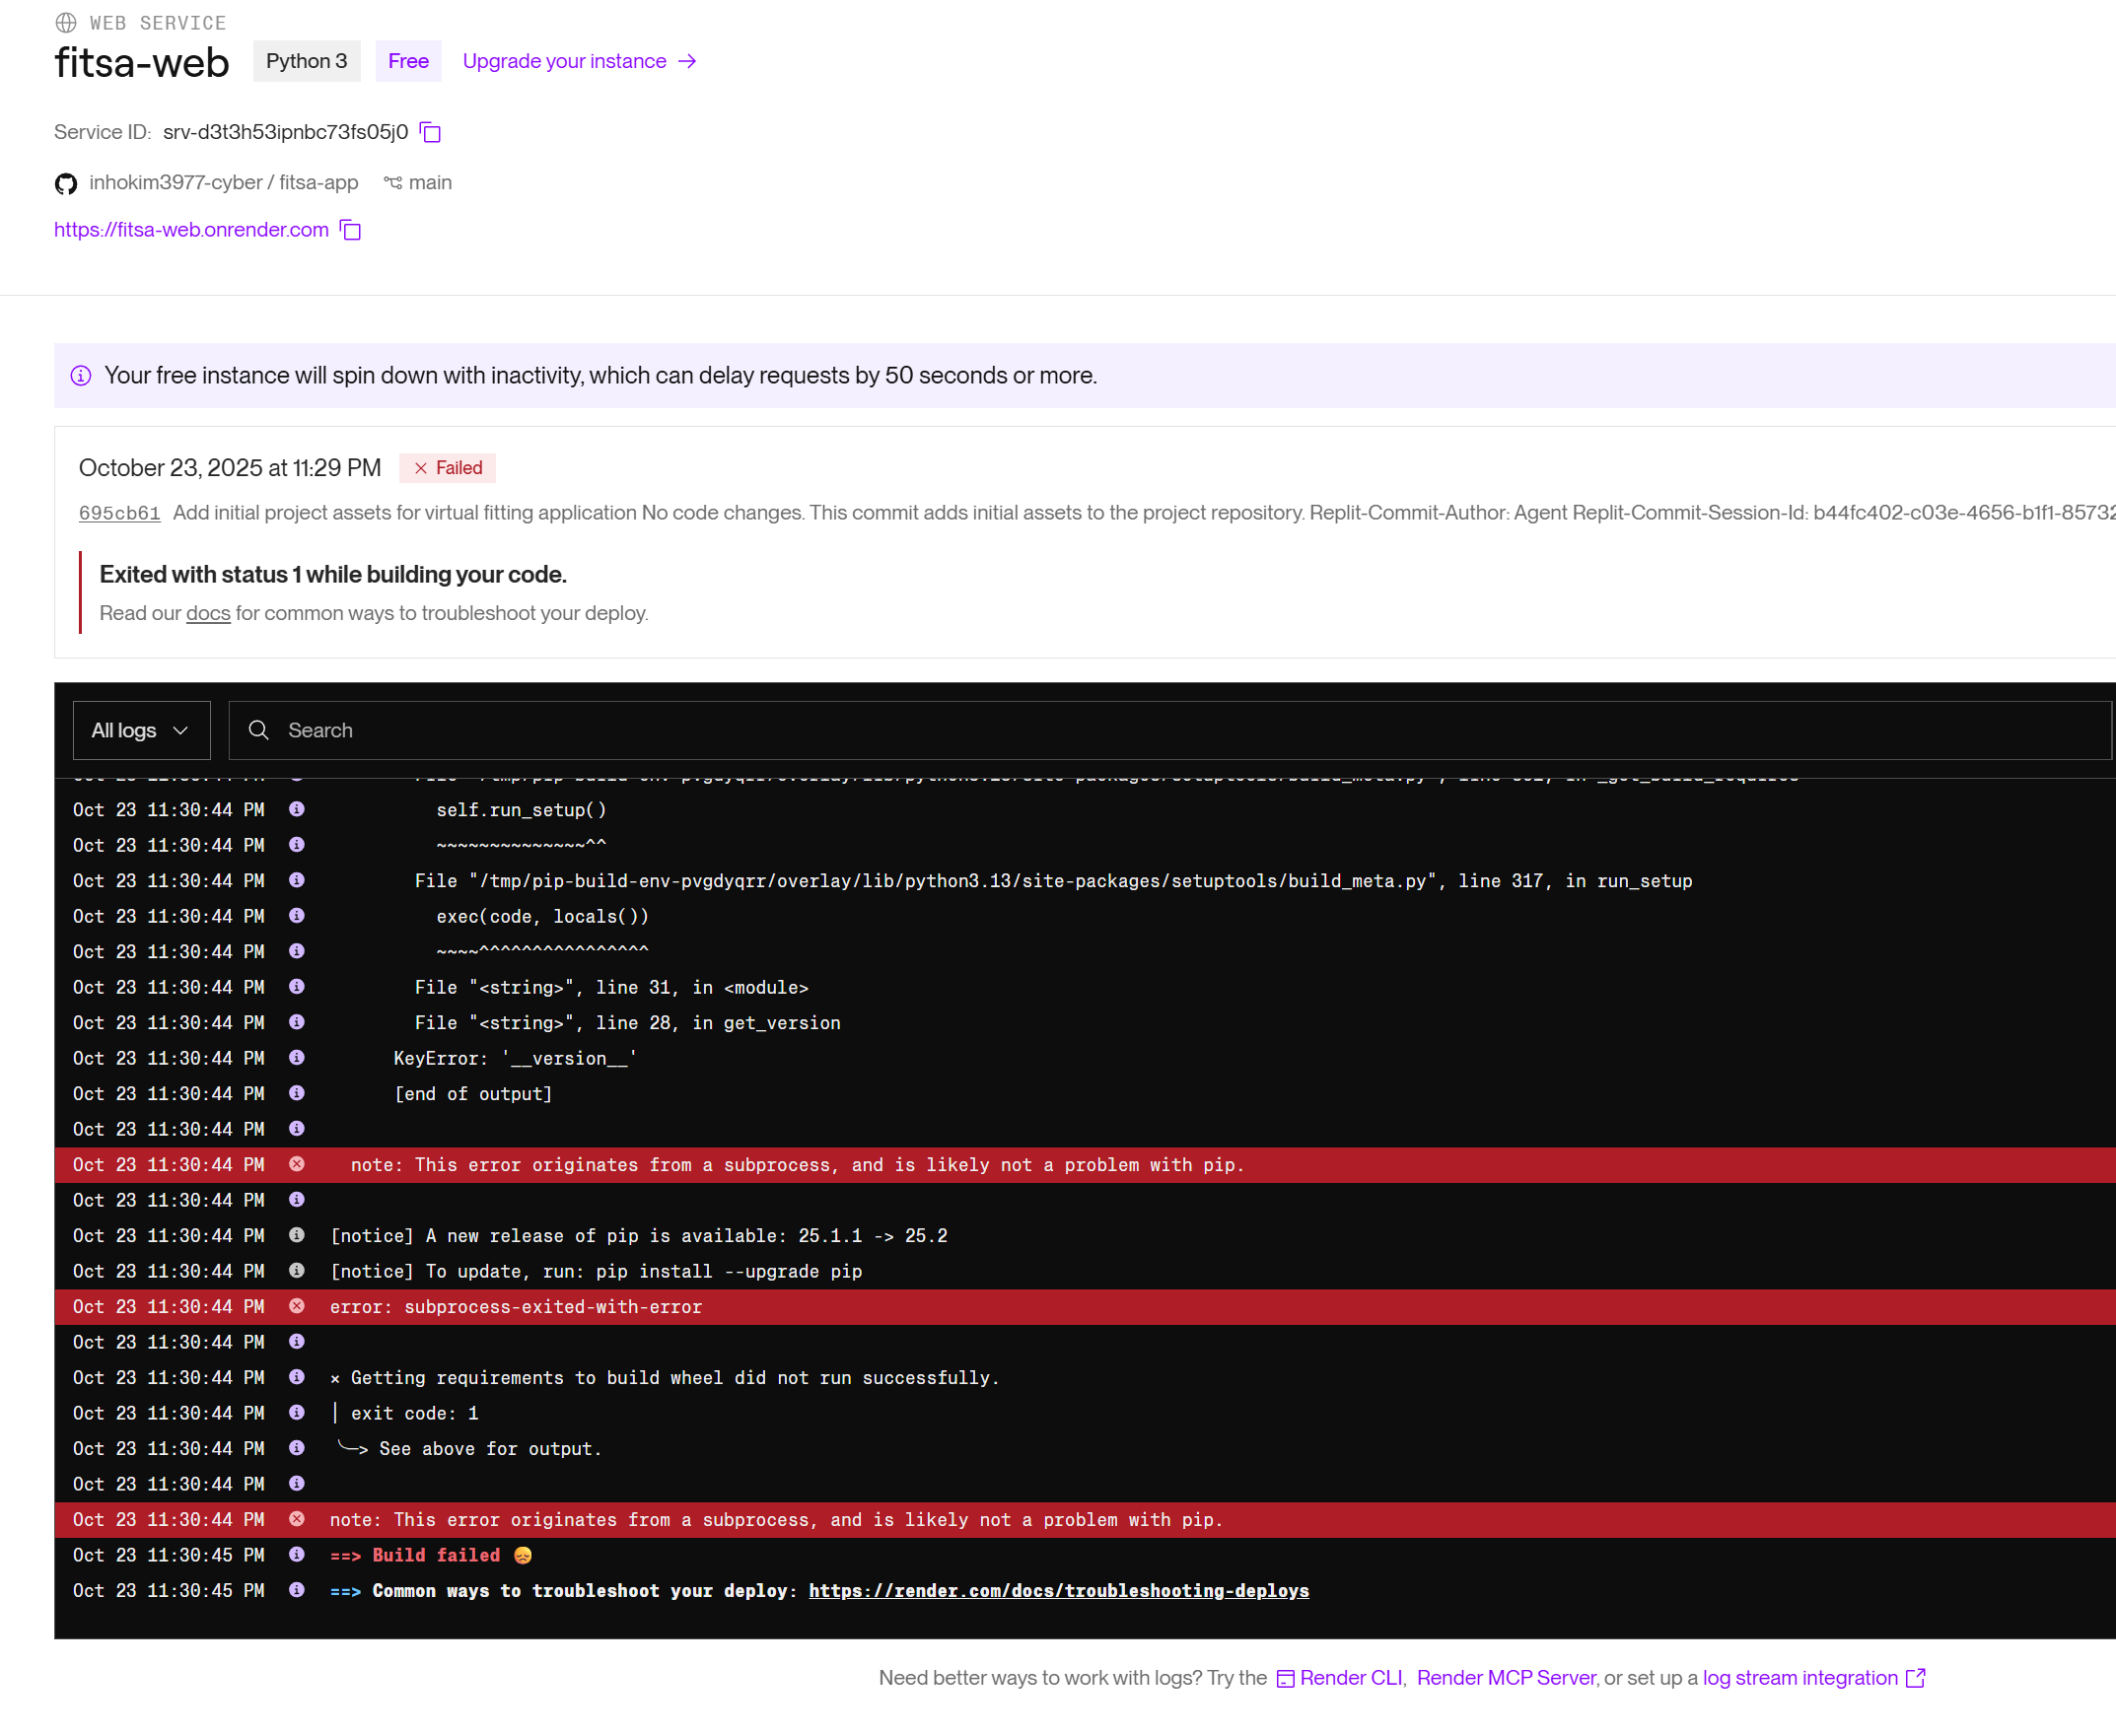 WEB SERVICE
fitsa-web Python 3 Free Upgrade your instance →
Service ID: srv-d3t3h53ipnbc73fs05j0
inhokim3977-cyber / fitsa-app main
https://fitsa-web.onrender.com
Your free instance will spin down with inactivity, which can delay requests by 50 seconds or more.
October 23, 2025 at 11:29 PM × Failed
695cb61 Add initial project assets for virtual fitting application No code changes. This commit adds initial assets to the project repository. Replit-Commit-Author: Agent Replit-Commit-Session-Id: b44fc402-c03e-4656-b1f1-85732
Exited with status 1 while building your code.
Read our docs for common ways to troubleshoot your deploy.
All logs Search
Oct 23 11:30:44 PM self.run_setup()
Oct 23 11:30:44 PM ~~~~~~~~~~~~~~^^
Oct 23 11:30:44 PM File "/tmp/pip-build-env-pvgdyqrr/overlay/lib/python3.13/site-packages/setuptools/build_meta.py", line 317, in run_setup
Oct 23 11:30:44 PM exec(code, locals())
Oct 23 11:30:44 PM ~~~~^^^^^^^^^^^^^^^^
Oct 23 11:30:44 PM File "<string>", line 31, in <module>
Oct 23 11:30:44 PM File "<string>", line 28, in get_version
Oct 23 11:30:44 PM KeyError: '__version__'
Oct 23 11:30:44 PM [end of output]
Oct 23 11:30:44 PM
Oct 23 11:30:44 PM note: This error originates from a subprocess, and is likely not a problem with pip.
Oct 23 11:30:44 PM
Oct 23 11:30:44 PM [notice] A new release of pip is available: 25.1.1 -> 25.2
Oct 23 11:30:44 PM [notice] To update, run: pip install --upgrade pip
Oct 23 11:30:44 PM error: subprocess-exited-with-error
Oct 23 11:30:44 PM
Oct 23 11:30:44 PM × Getting requirements to build wheel did not run successfully.
Oct 23 11:30:44 PM │ exit code: 1
Oct 23 11:30:44 PM ╰─> See above for output.
Oct 23 11:30:44 PM
Oct 23 11:30:44 PM note: This error originates from a subprocess, and is likely not a problem with pip.
Oct 23 11:30:45 PM ==> Build failed 😞
Oct 23 11:30:45 PM ==> Common ways to troubleshoot your deploy: https://render.com/docs/troubleshooting-deploys
Need better ways to work with logs? Try the Render CLI, Render MCP Server, or set up a log stream integration